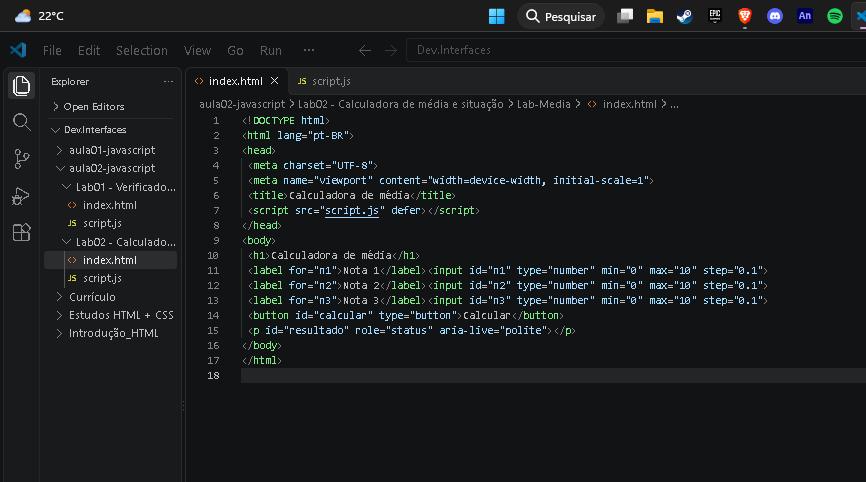 22°C
Pesquisar
EPIC
An
File Edit Selection View Go Run ··· Dev.Interfaces
Explorer ···
index.html
JS script.js
Open Editors
aula02-javascript > Lab02 - Calculadora de média e situação > Lab-Media > <> index.html > ...
Dev.Interfaces
aula01-javascript
aula02-javascript
Lab01 - Verificado...
<> index.html
JS script.js
Lab02 - Calculado...
<> index.html
JS script.js
Currículo
Estudos HTML + CSS
Introdução_HTML
1 <!DOCTYPE html>
2 <html lang="pt-BR">
3 <head>
4 <meta charset="UTF-8">
5 <meta name="viewport" content="width=device-width, initial-scale=1">
6 <title>Calculadora de média</title>
7 <script src="script.js" defer></script>
8 </head>
9 <body>
10 <h1>Calculadora de média</h1>
11 <label for="n1">Nota 1</label><input id="n1" type="number" min="0" max="10" step="0.1">
12 <label for="n2">Nota 2</label><input id="n2" type="number" min="0" max="10" step="0.1">
13 <label for="n3">Nota 3</label><input id="n3" type="number" min="0" max="10" step="0.1">
14 <button id="calcular" type="button">Calcular</button>
15 <p id="resultado" role="status" aria-live="polite"></p>
16 </body>
17 </html>
18